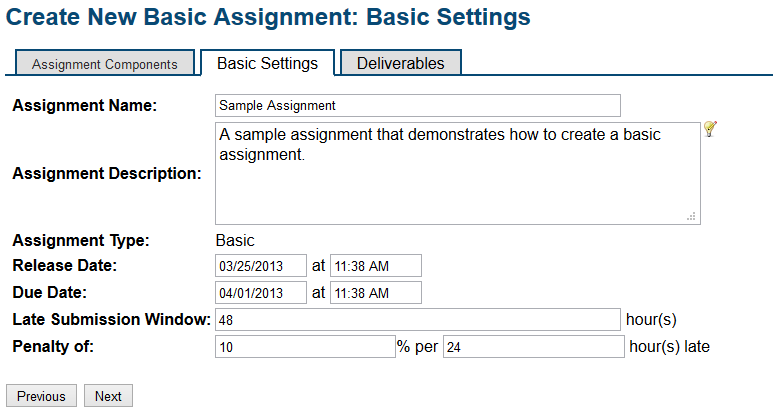 Create New Basic Assignment: Basic Settings
Assignment Components Basic Settings Deliverables
Assignment Name: Sample Assignment
A sample assignment that demonstrates how to create a basic
assignment.
Assignment Description:
Assignment Type: Basic
Release Date: 03/25/2013 at 11:38 AM
Due Date: 04/01/2013 at 11:38 AM
Late Submission Window: 48 hour(s)
Penalty of: 10 % per 24 hour(s) late
Previous Next